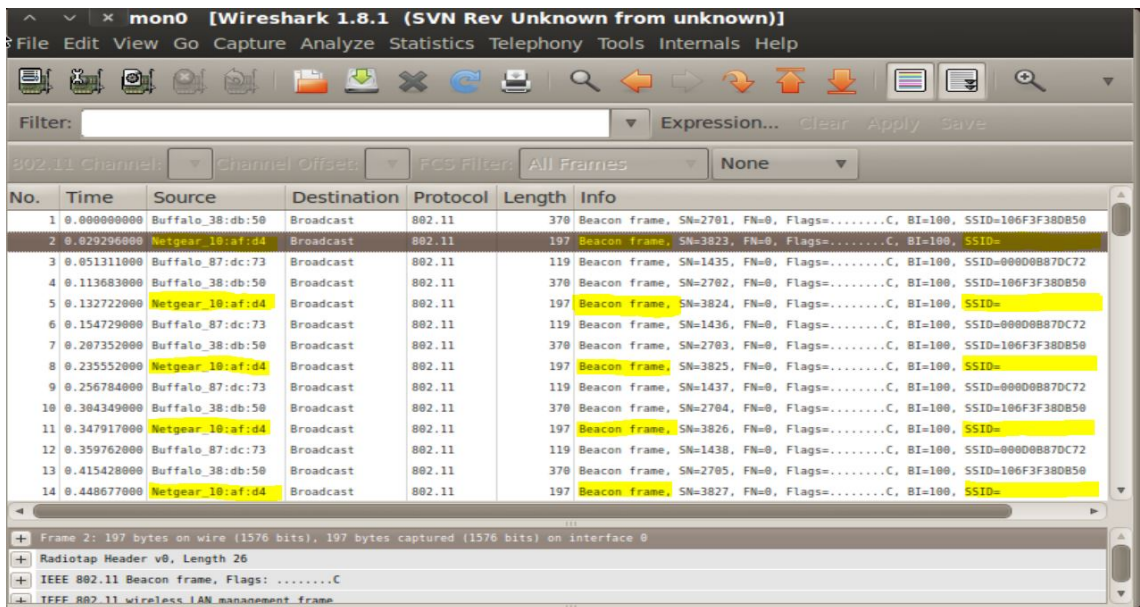 mon0 [Wireshark 1.8.1 (SVN Rev Unknown from unknown)]
File Edit View Go Capture Analyze Statistics Telephony Tools Internals Help
Filter: Expression... Clear Apply Save
802.11 Channel: Channel Offset: FCS Filter: All Frames None
No. Time Source Destination Protocol Length Info
1 0.000000000 Buffalo_38:db:50 Broadcast 802.11 370 Beacon frame, SN=2701, FN=0, Flags=........C, BI=100, SSID=106F3F38DB50
2 0.029296000 Netgear_10:af:d4 Broadcast 802.11 197 Beacon frame, SN=3823, FN=0, Flags=........C, BI=100, SSID=
3 0.051311000 Buffalo_87:dc:73 Broadcast 802.11 119 Beacon frame, SN=1435, FN=0, Flags=........C, BI=100, SSID=000D0B87DC72
4 0.113683000 Buffalo_38:db:50 Broadcast 802.11 370 Beacon frame, SN=2702, FN=0, Flags=........C, BI=100, SSID=106F3F38DB50
5 0.132722000 Netgear_10:af:d4 Broadcast 802.11 197 Beacon frame, SN=3824, FN=0, Flags=........C, BI=100, SSID=
6 0.154729000 Buffalo_87:dc:73 Broadcast 802.11 119 Beacon frame, SN=1436, FN=0, Flags=........C, BI=100, SSID=000D0B87DC72
7 0.207352000 Buffalo_38:db:50 Broadcast 802.11 370 Beacon frame, SN=2703, FN=0, Flags=........C, BI=100, SSID=106F3F38DB50
8 0.235552000 Netgear_10:af:d4 Broadcast 802.11 197 Beacon frame, SN=3825, FN=0, Flags=........C, BI=100, SSID=
9 0.256784000 Buffalo_87:dc:73 Broadcast 802.11 119 Beacon frame, SN=1437, FN=0, Flags=........C, BI=100, SSID=000D0B87DC72
10 0.304349000 Buffalo_38:db:50 Broadcast 802.11 370 Beacon frame, SN=2704, FN=0, Flags=........C, BI=100, SSID=106F3F38DB50
11 0.347917000 Netgear_10:af:d4 Broadcast 802.11 197 Beacon frame, SN=3826, FN=0, Flags=........C, BI=100, SSID=
12 0.359762000 Buffalo_87:dc:73 Broadcast 802.11 119 Beacon frame, SN=1438, FN=0, Flags=........C, BI=100, SSID=000D0B87DC72
13 0.415428000 Buffalo_38:db:50 Broadcast 802.11 370 Beacon frame, SN=2705, FN=0, Flags=........C, BI=100, SSID=106F3F38DB50
14 0.448677000 Netgear_10:af:d4 Broadcast 802.11 197 Beacon frame, SN=3827, FN=0, Flags=........C, BI=100, SSID=
Frame 2: 197 bytes on wire (1576 bits), 197 bytes captured (1576 bits) on interface 0
Radiotap Header v0, Length 26
IEEE 802.11 Beacon frame, Flags: ........C
IEEE 802.11 wireless LAN management frame